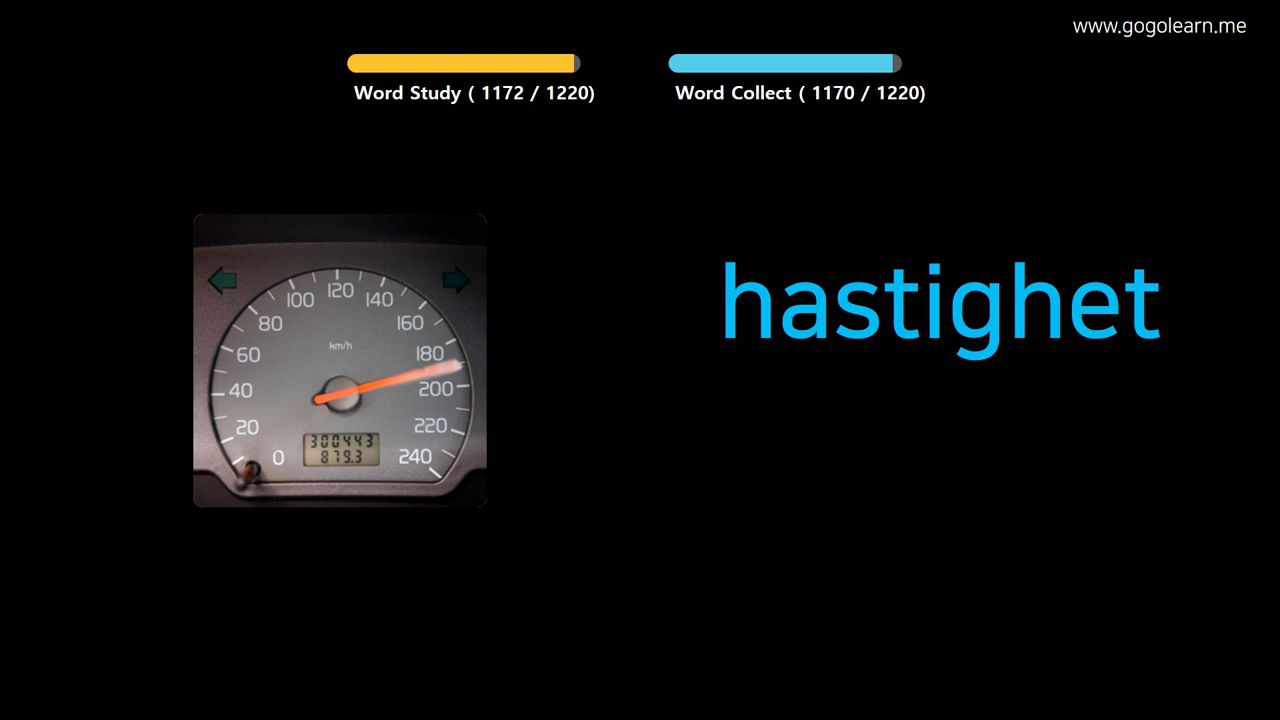 www.gogolearn.me
Word Study ( 1172 / 1220)
Word Collect ( 1170 / 1220)
hastighet
120
100 140
80 160
km/h
60 180
40 200
20 220
300443
0 240
879.3